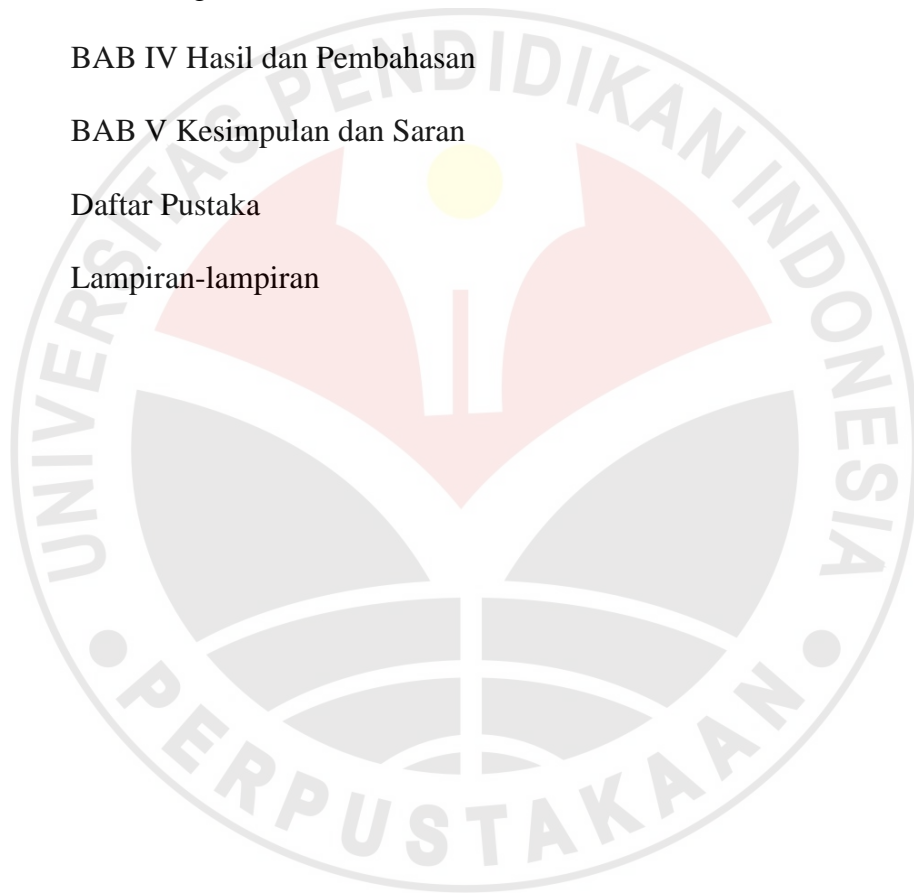 BAB IV Hasil dan Pembahasan
BAB V Kesimpulan dan Saran
Daftar Pustaka
Lampiran-lampiran
UNIVERSITAS PENDIDIKAN INDONESIA
PERPUSTAKAAN